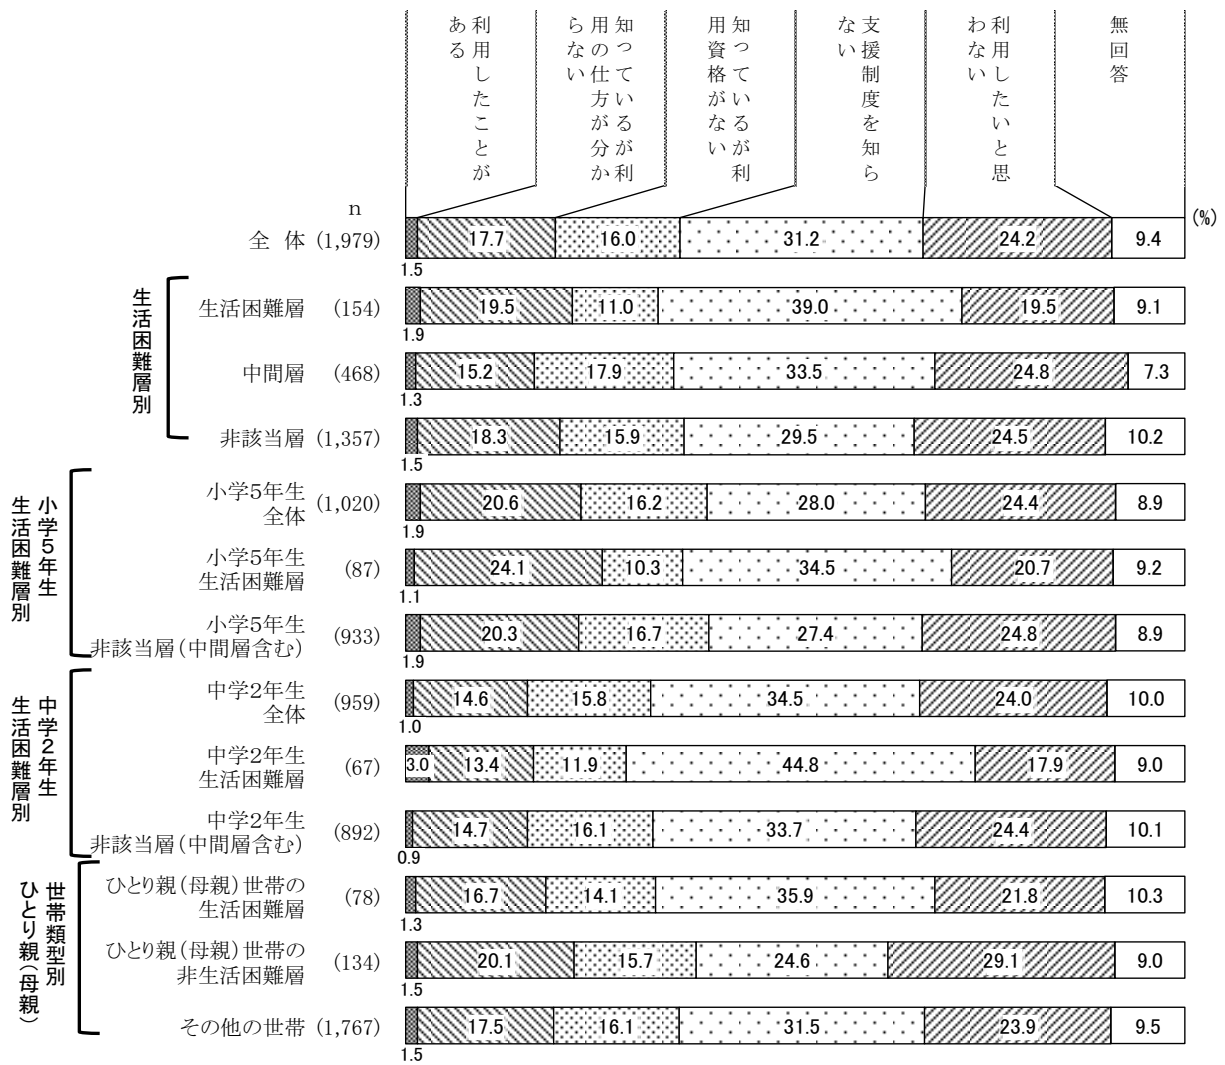 利用したことが
ある
知っているが利
用の仕方が分か
らない
知っているが利
用資格がない
支援制度を知ら
ない
利用したいと思
わない
無回答
n
(%)
全 体 (1,979) 17.7 16.0 31.2 24.2 9.4
1.5
生活困難層別
生活困難層 (154) 19.5 11.0 39.0 19.5 9.1
1.9
中間層 (468) 15.2 17.9 33.5 24.8 7.3
1.3
非該当層 (1,357) 18.3 15.9 29.5 24.5 10.2
1.5
小学5年生
生活困難層別
小学5年生
全体 (1,020) 20.6 16.2 28.0 24.4 8.9
1.9
小学5年生
生活困難層 (87) 24.1 10.3 34.5 20.7 9.2
1.1
小学5年生
非該当層(中間層含む) (933) 20.3 16.7 27.4 24.8 8.9
1.9
中学2年生
生活困難層別
中学2年生
全体 (959) 14.6 15.8 34.5 24.0 10.0
1.0
中学2年生
生活困難層 (67) 3.0 13.4 11.9 44.8 17.9 9.0
中学2年生
非該当層(中間層含む) (892) 14.7 16.1 33.7 24.4 10.1
0.9
世帯類型別
ひとり親(母親)
ひとり親(母親)世帯の
生活困難層 (78) 16.7 14.1 35.9 21.8 10.3
1.3
ひとり親(母親)世帯の
非生活困難層 (134) 20.1 15.7 24.6 29.1 9.0
1.5
その他の世帯 (1,767) 17.5 16.1 31.5 23.9 9.5
1.5